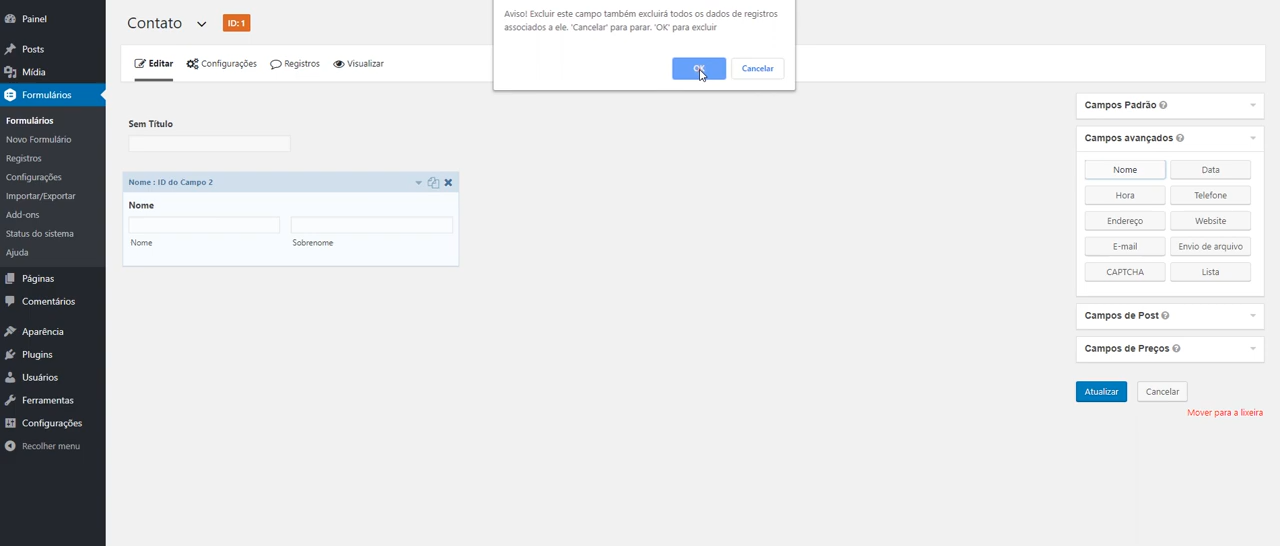 Painel
Posts
Mídia
Formulários
Formulários
Novo Formulário
Registros
Configurações
Importar/Exportar
Add-ons
Status do sistema
Ajuda
Páginas
Comentários
Aparência
Plugins
Usuários
Ferramentas
Configurações
Recolher menu
Contato
ID: 1
Editar
Configurações
Registros
Visualizar
Aviso! Excluir este campo também excluirá todos os dados de registros
associados a ele. 'Cancelar' para parar. 'OK' para excluir
OK
Cancelar
Sem Título
Nome : ID do Campo 2
Nome
Nome
Sobrenome
Campos Padrão
Campos avançados
Nome
Data
Hora
Telefone
Endereço
Website
E-mail
Envio de arquivo
CAPTCHA
Lista
Campos de Post
Campos de Preços
Atualizar
Cancelar
Mover para a lixeira